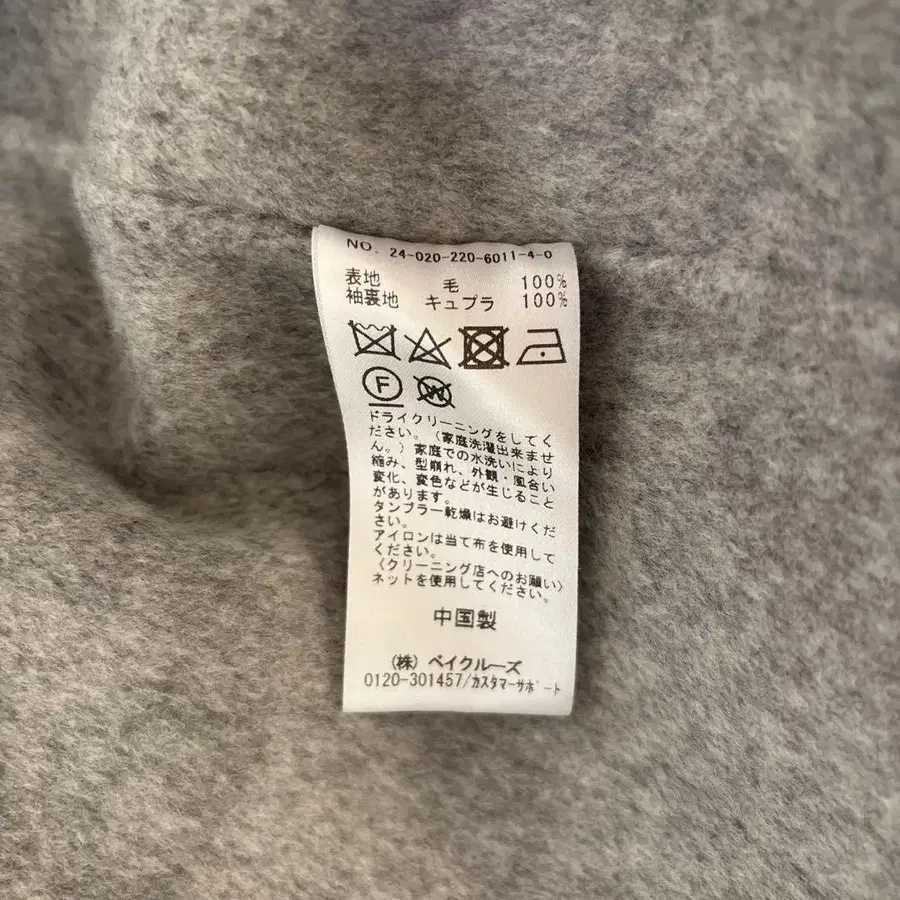 NO. 24-020-220-6011-4-0
表地 毛 100%
袖裏地 キュプラ 100%
F W
ドライクリーニングをしてく
ださい。(家庭洗濯出来ませ
ん。)家庭での水洗いにより
縮み、型崩れ、外観・風合い
変化、変色などが生じること
があります。
タンブラー乾燥はお避けくだ
さい。
アイロンは当て布を使用して
ください。
〈クリーニング店へのお願い〉
ネットを使用してください。
中国製
(株)ベイクルーズ
0120-301457/カスタマーサポート